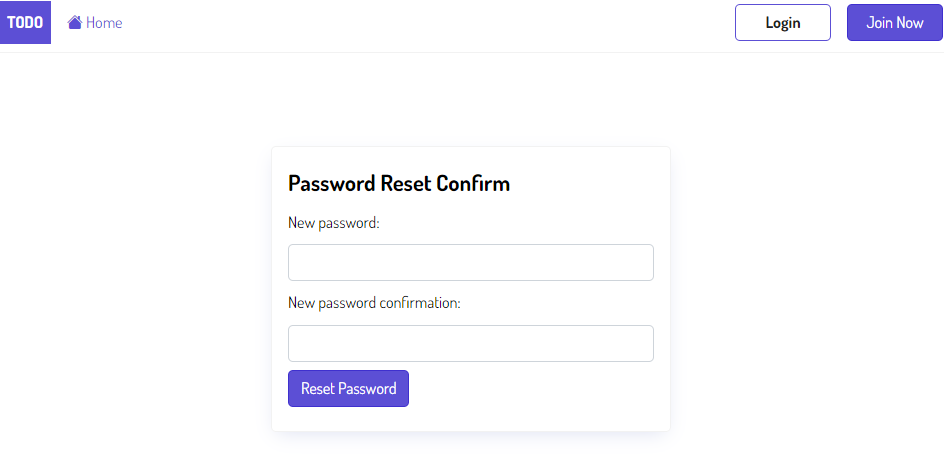 TODO Home Login Join Now
Password Reset Confirm
New password:
New password confirmation:
Reset Password